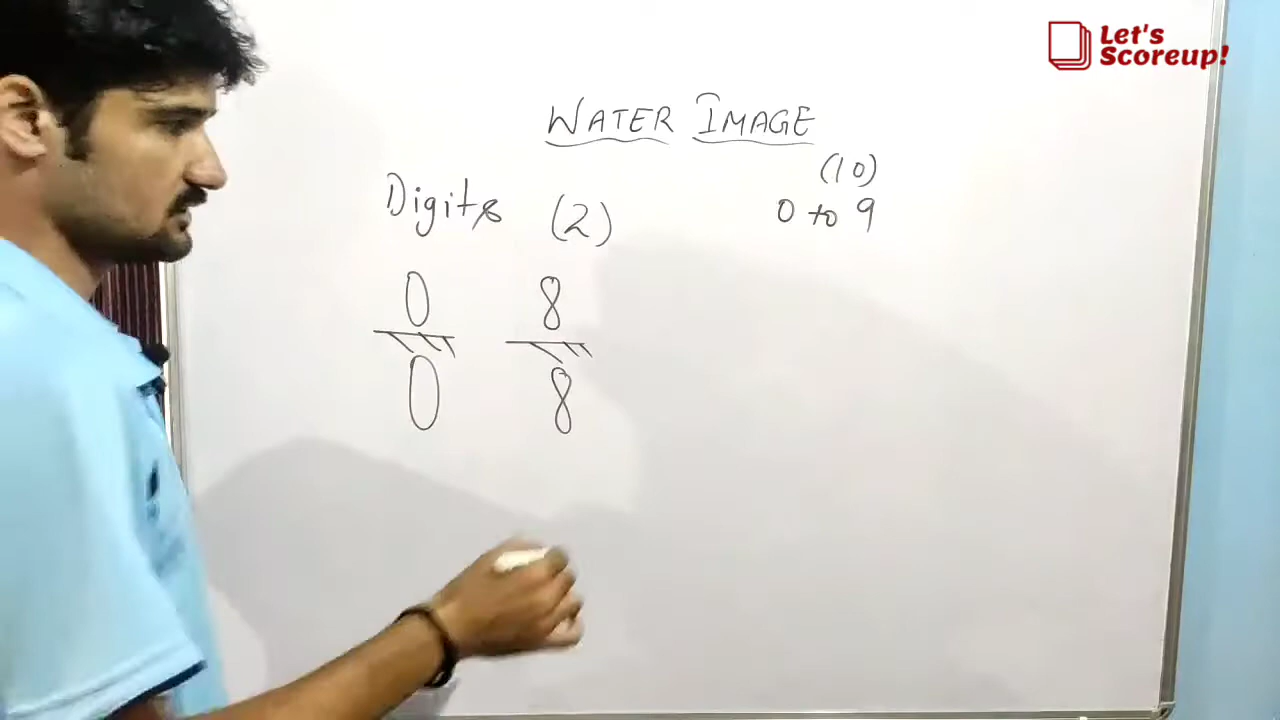 Let's
Scoreup!
WATER IMAGE
(10)
Digits (2) 0 to 9
0 8
0 8